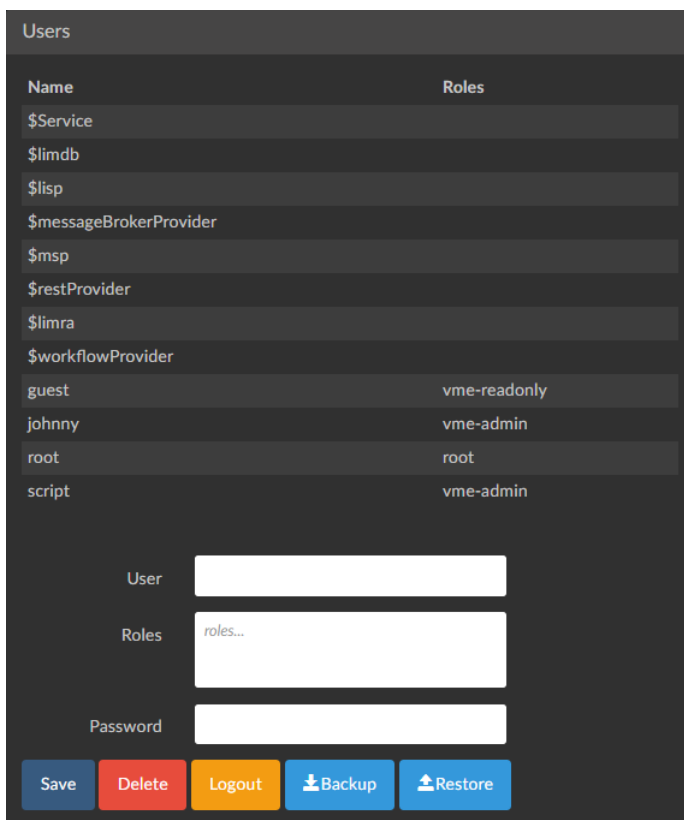 Users
Name Roles
$Service
$limdb
$lisp
$messageBrokerProvider
$msp
$restProvider
$limra
$workflowProvider
guest vme-readonly
johnny vme-admin
root root
script vme-admin
User
Roles roles...
Password
Save Delete Logout Backup Restore